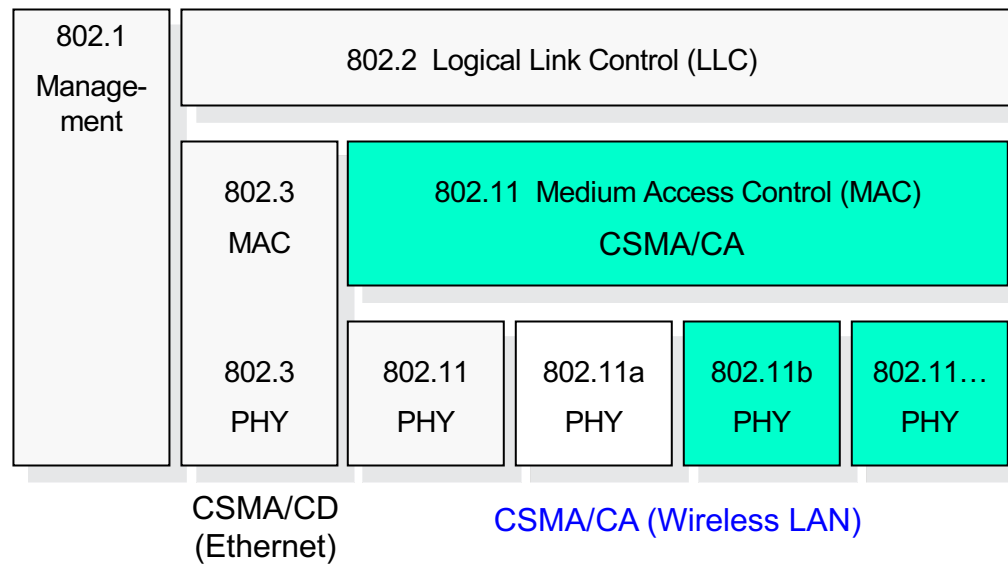 802.1
Manage-
ment
802.2 Logical Link Control (LLC)
802.3
MAC
802.11 Medium Access Control (MAC)
CSMA/CA
802.3
PHY
802.11
PHY
802.11a
PHY
802.11b
PHY
802.11…
PHY
CSMA/CD
(Ethernet)
CSMA/CA (Wireless LAN)